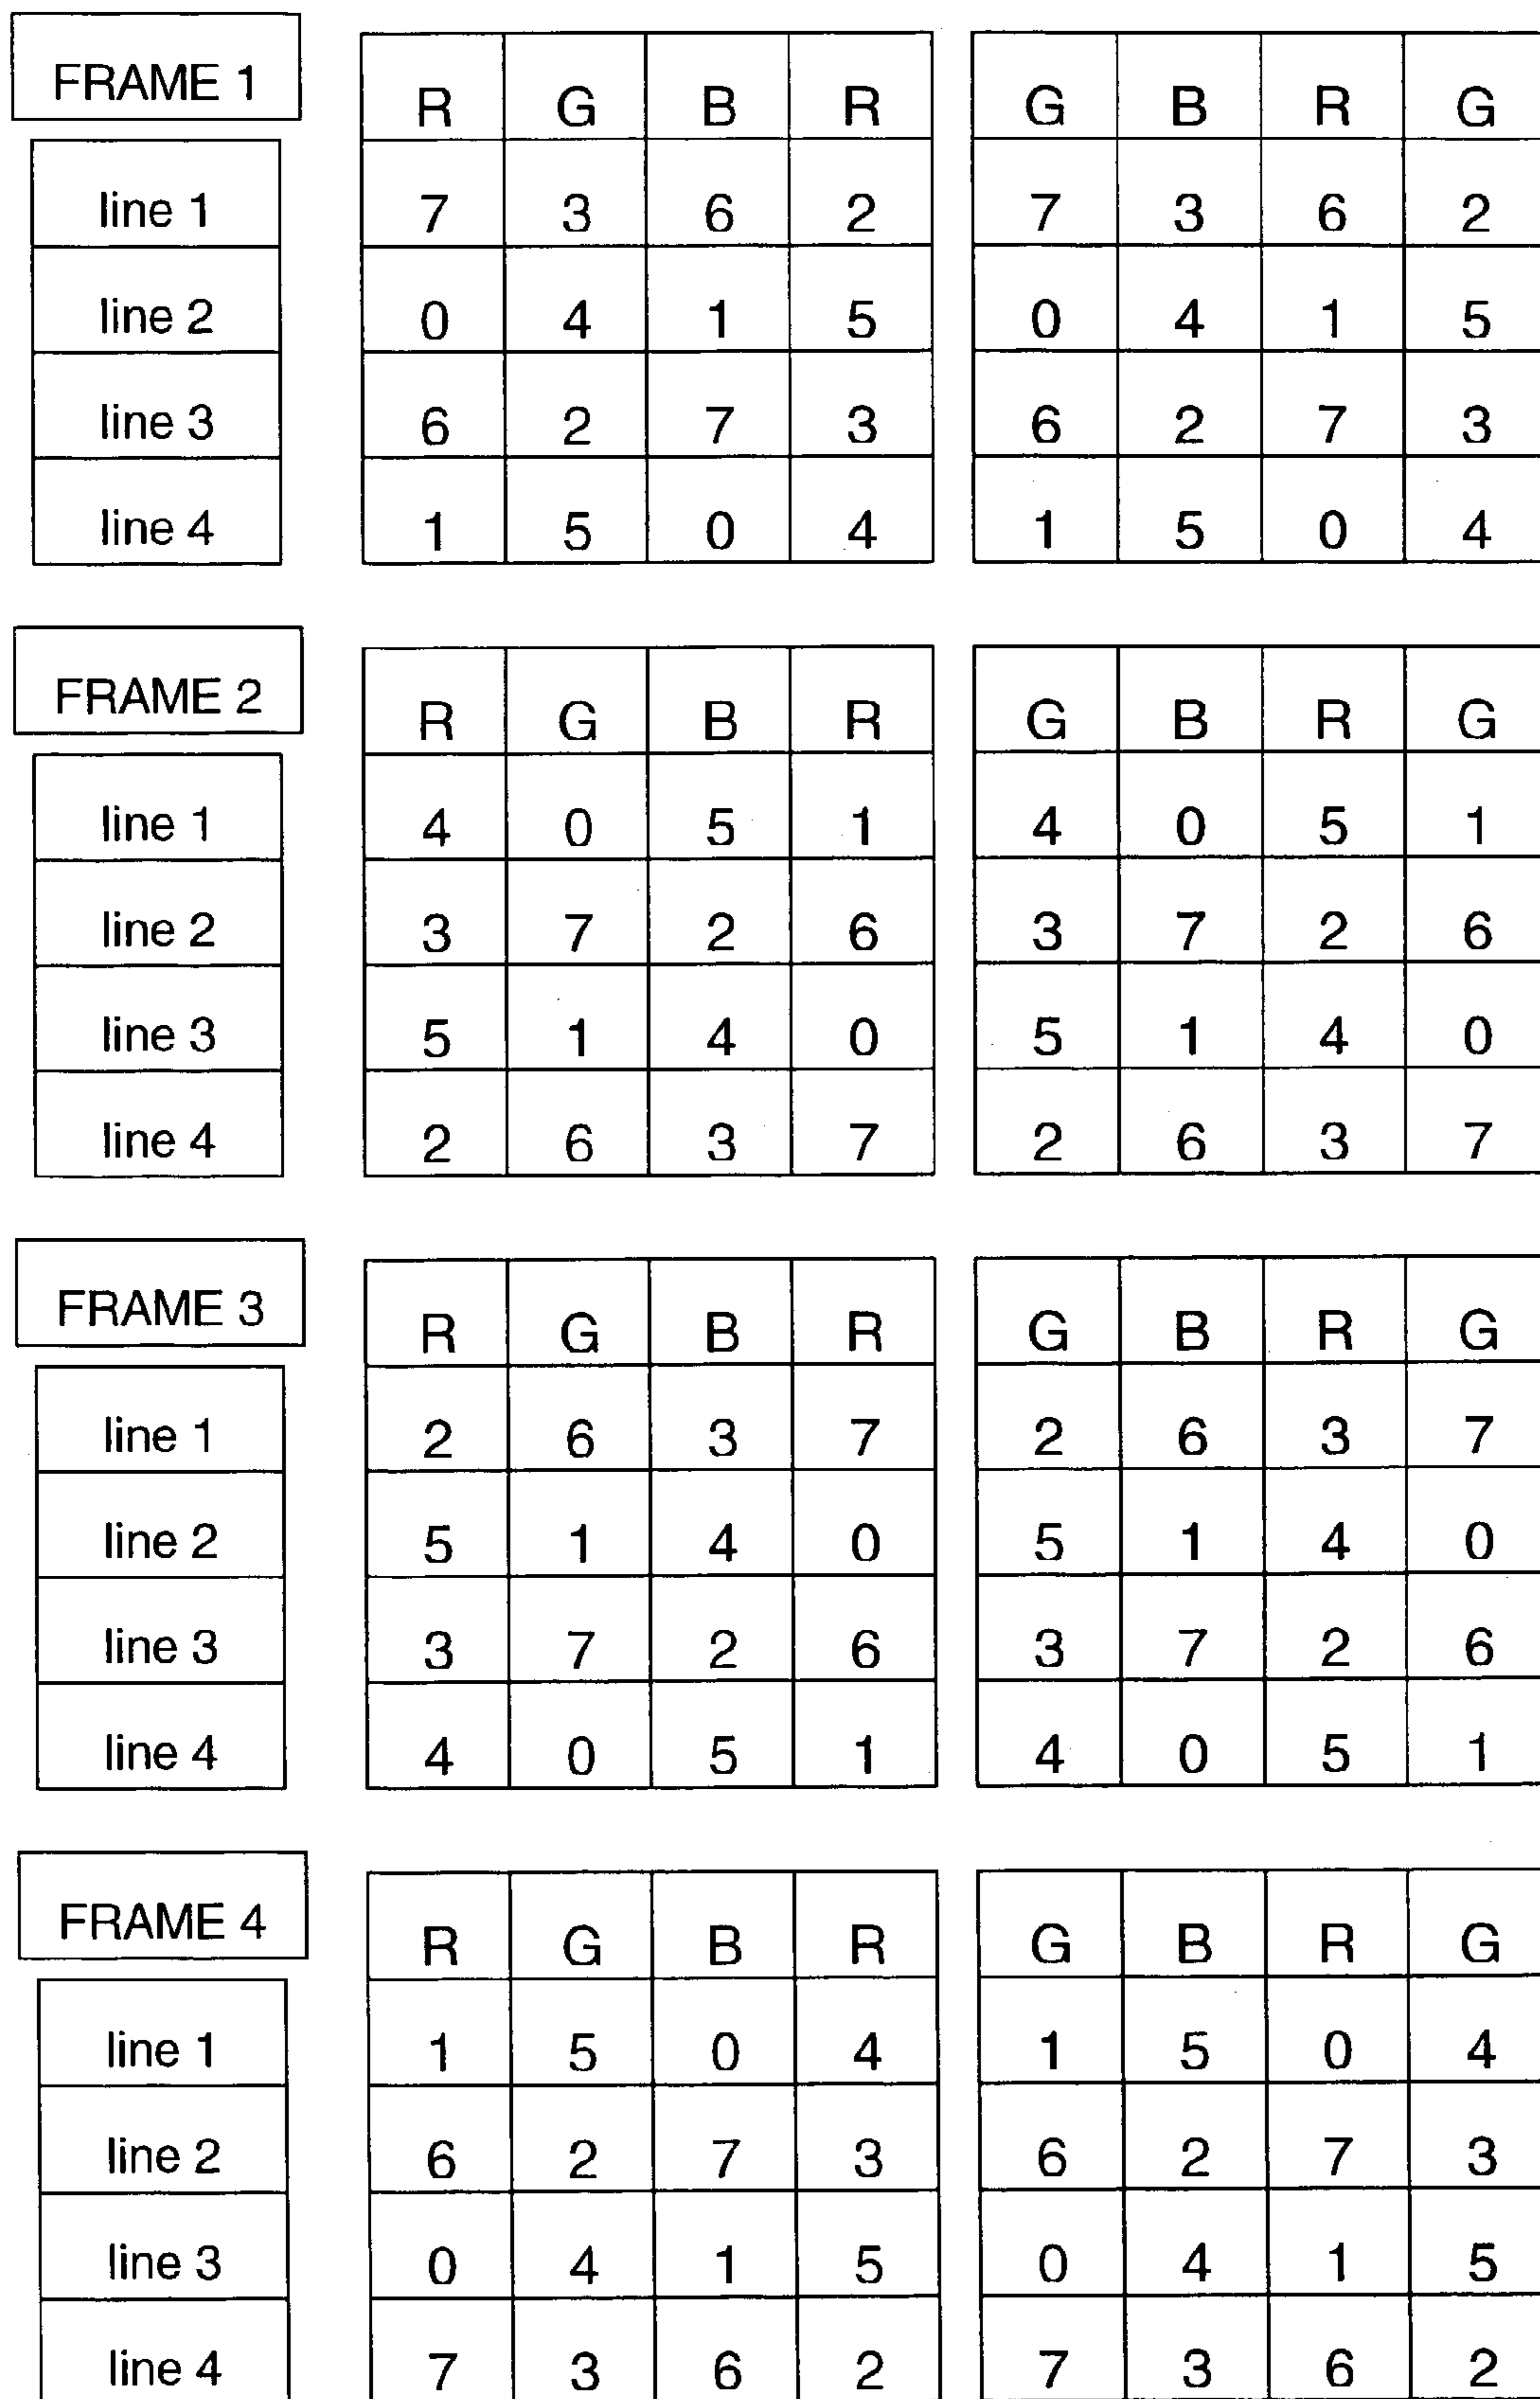 FRAME 1 R G B R G B R G
line 1 7 3 6 2 7 3 6 2
line 2 0 4 1 5 0 4 1 5
line 3 6 2 7 3 6 2 7 3
line 4 1 5 0 4 1 5 0 4
FRAME 2 R G B R G B R G
line 1 4 0 5 1 4 0 5 1
line 2 3 7 2 6 3 7 2 6
line 3 5 1 4 0 5 1 4 0
line 4 2 6 3 7 2 6 3 7
FRAME 3 R G B R G B R G
line 1 2 6 3 7 2 6 3 7
line 2 5 1 4 0 5 1 4 0
line 3 3 7 2 6 3 7 2 6
line 4 4 0 5 1 4 0 5 1
FRAME 4 R G B R G B R G
line 1 1 5 0 4 1 5 0 4
line 2 6 2 7 3 6 2 7 3
line 3 0 4 1 5 0 4 1 5
line 4 7 3 6 2 7 3 6 2